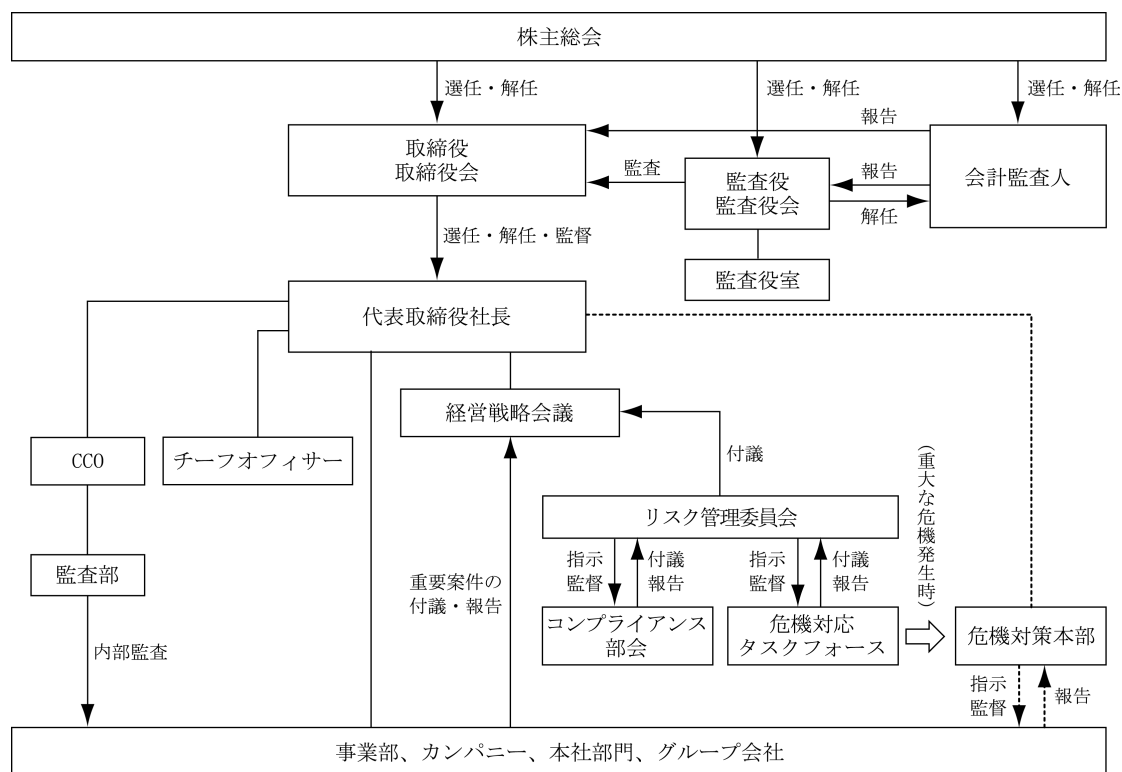 株主総会
選任・解任
選任・解任
選任・解任
報告
取締役
取締役会
監査
監査役
監査役会
報告
解任
会計監査人
選任・解任・監督
監査役室
代表取締役社長
経営戦略会議
CCO
チーフオフィサー
付議
（重大な危機発生時）
リスク管理委員会
監査部
重要案件の
付議・報告
指示
監督
付議
報告
指示
監督
付議
報告
コンプライアンス
部会
危機対応
タスクフォース
危機対策本部
内部監査
指示
監督
報告
事業部、カンパニー、本社部門、グループ会社